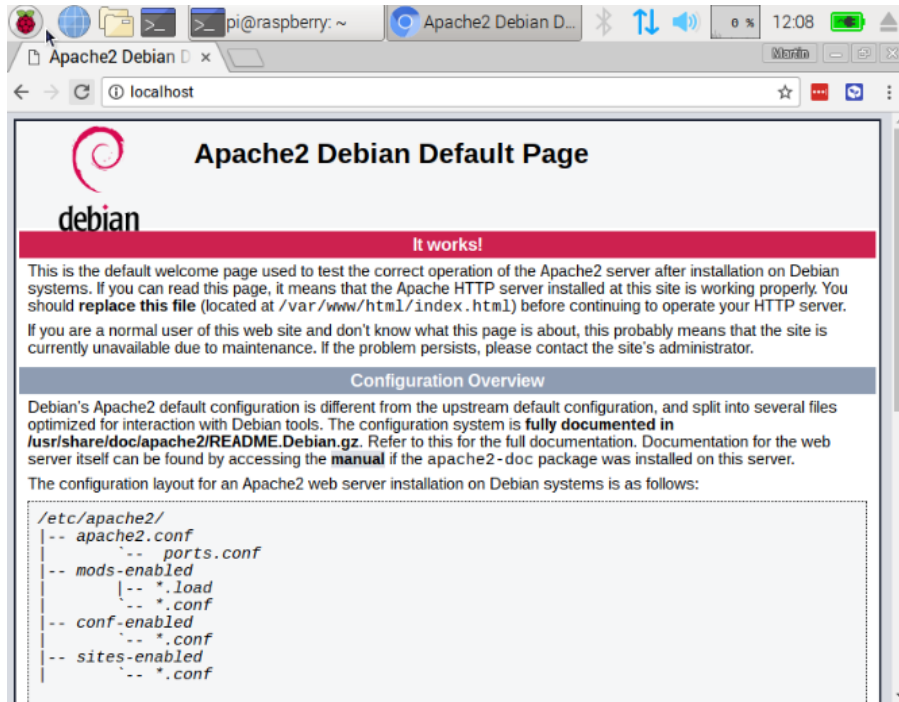 pi@raspberry: ~
Apache2 Debian D...
0 %
12:08
Apache2 Debian D
Martin
localhost
debian
Apache2 Debian Default Page
It works!
This is the default welcome page used to test the correct operation of the Apache2 server after installation on Debian
systems. If you can read this page, it means that the Apache HTTP server installed at this site is working properly. You
should replace this file (located at /var/www/html/index.html) before continuing to operate your HTTP server.
If you are a normal user of this web site and don't know what this page is about, this probably means that the site is
currently unavailable due to maintenance. If the problem persists, please contact the site's administrator.
Configuration Overview
Debian's Apache2 default configuration is different from the upstream default configuration, and split into several files
optimized for interaction with Debian tools. The configuration system is fully documented in
/usr/share/doc/apache2/README.Debian.gz. Refer to this for the full documentation. Documentation for the web
server itself can be found by accessing the manual if the apache2-doc package was installed on this server.
The configuration layout for an Apache2 web server installation on Debian systems is as follows:
/etc/apache2/
|-- apache2.conf
|       `--  ports.conf
|-- mods-enabled
|       |-- *.load
|       `-- *.conf
|-- conf-enabled
|       `-- *.conf
|-- sites-enabled
|       `-- *.conf